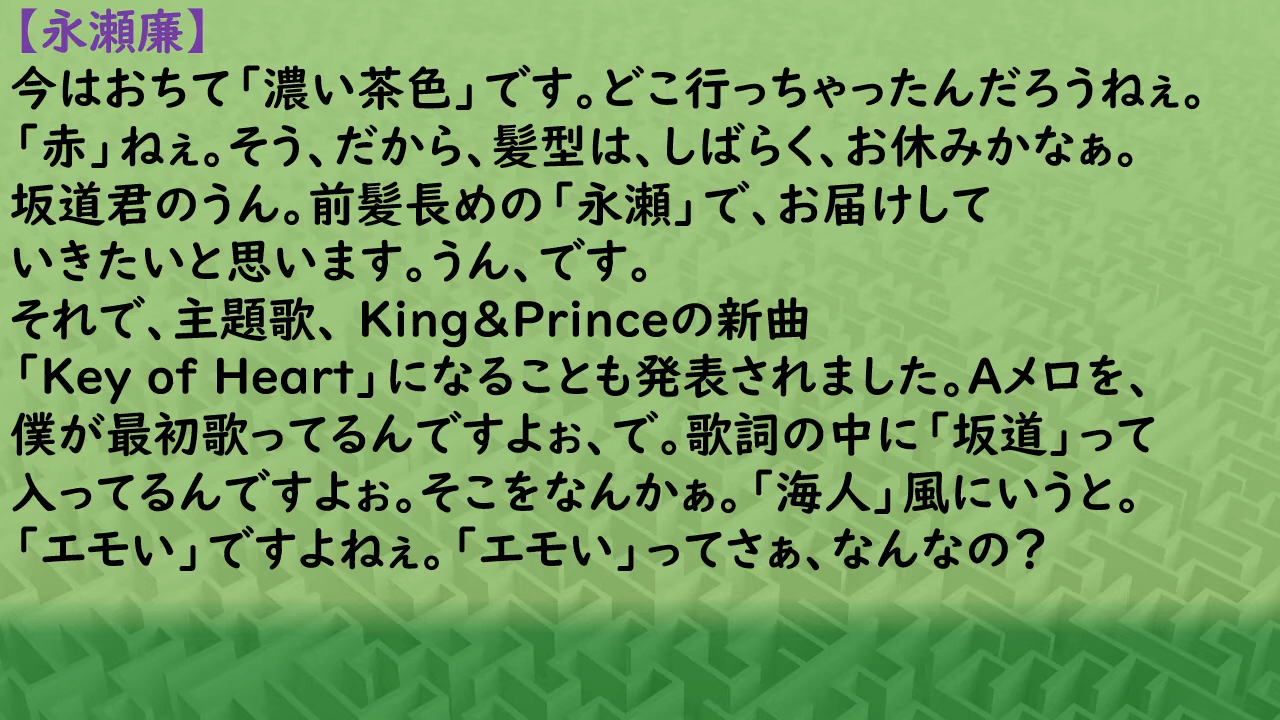 【永瀬廉】
今はおちて「濃い茶色」です。どこ行っちゃったんだろうねぇ。
「赤」ねぇ。そう、だから、髪型は、しばらく、お休みかなぁ。
坂道君のうん。前髪長めの「永瀬」で、お届けして
いきたいと思います。うん、です。
それで、主題歌、King&Princeの新曲
「Key of Heart」になることも発表されました。Aメロを、
僕が最初歌ってるんですよぉ、で。歌詞の中に「坂道」って
入ってるんですよぉ。そこをなんかぁ。「海人」風にいうと。
「エモい」ですよねぇ。「エモい」ってさぁ、なんなの？